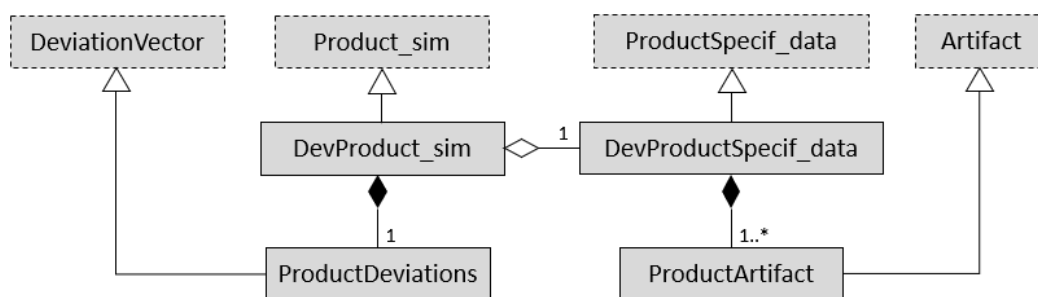 DeviationVector
Product_sim
ProductSpecif_data
Artifact
DevProduct_sim
1
DevProductSpecif_data
1
1..*
ProductDeviations
ProductArtifact